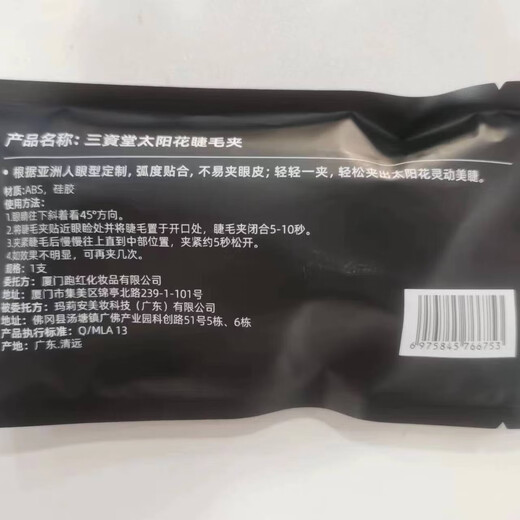 产品名称：三資堂太阳花睫毛夹
• 根据亚洲人眼型定制，弧度贴合，不易夹眼皮；轻轻一夹，轻松夹出太阳花灵动美睫。
材质:ABS，硅胶
使用方法：
1.眼睛往下斜着看45°方向。
2.将睫毛夹贴近眼睑处并将睫毛置于开口处，睫毛夹闭合5-10秒。
3.夹紧睫毛后慢慢往上直到中部位置，夹紧约5秒松开。
4.如效果不明显，可再夹几次。
规格：1支
委托方：厦门跑红化妆品有限公司
地址：厦门市集美区锦亭北路239-1-101号
被委托方：玛莉安美妆科技（广东）有限公司
地址：佛冈县汤塘镇广佛产业园科创路51号5栋、6栋
产品执行标准：Q/MLA 13
产地：广东.清远
6 975845 766753